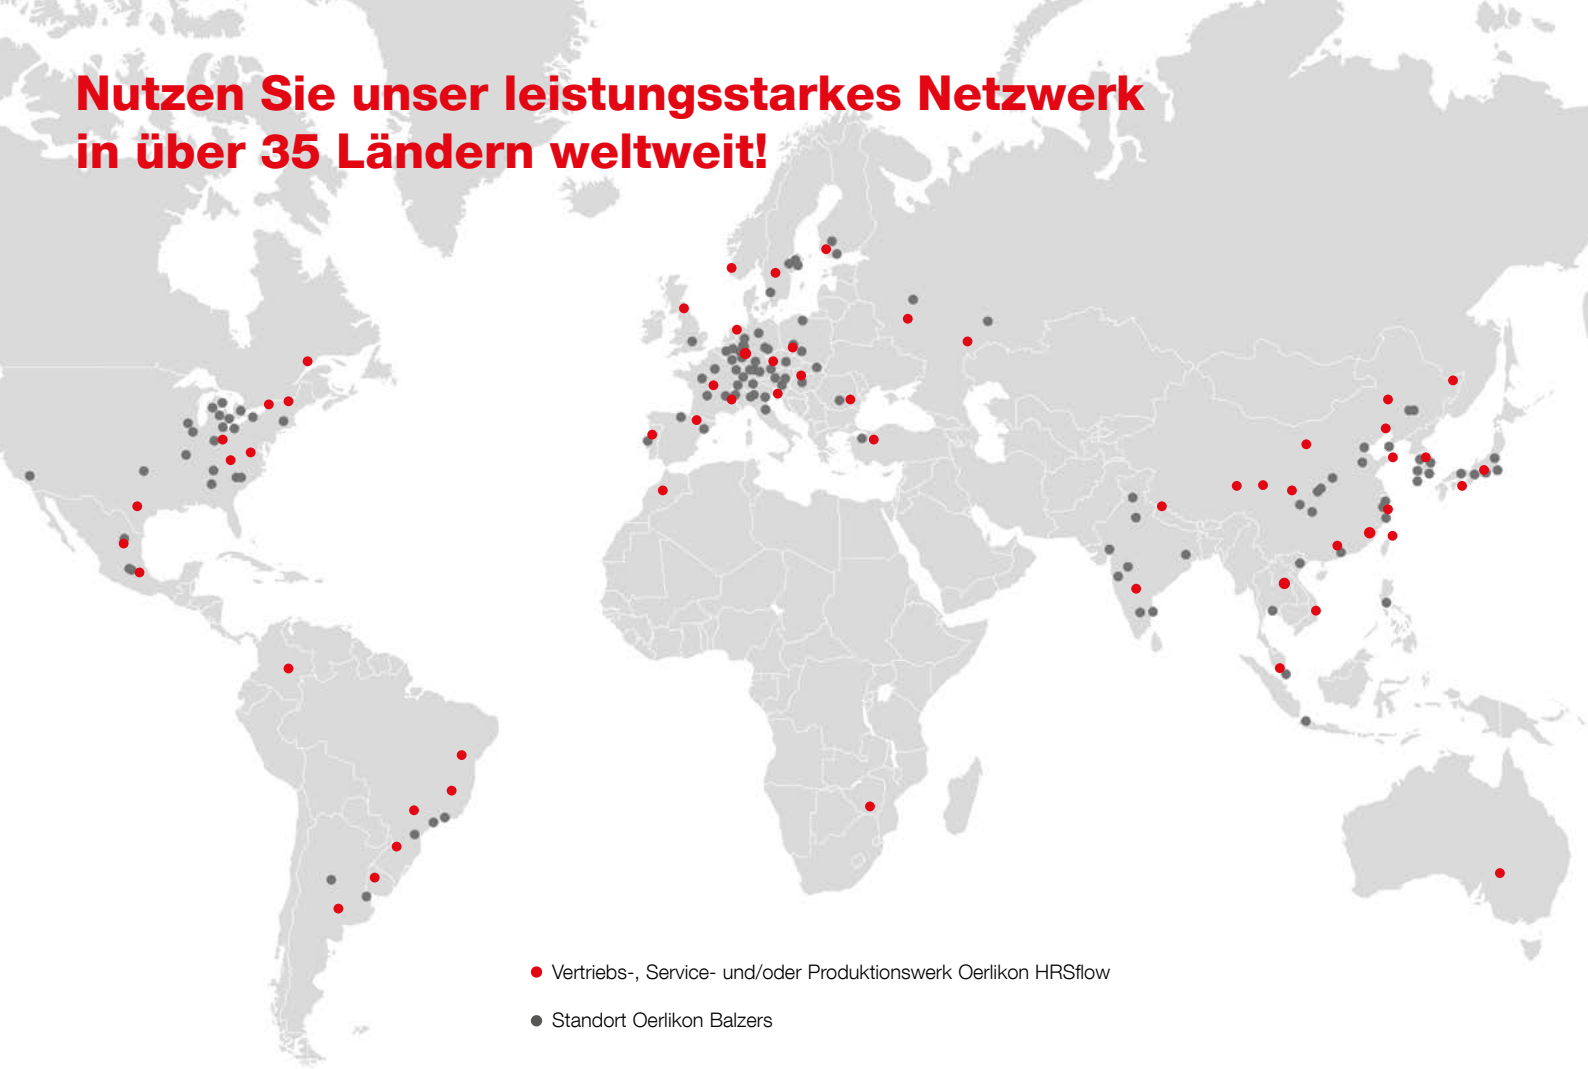 Nutzen Sie unser leistungsstarkes Netzwerk
in über 35 Ländern weltweit!
Vertriebs-, Service- und/oder Produktionswerk Oerlikon HRSflow
Standort Oerlikon Balzers